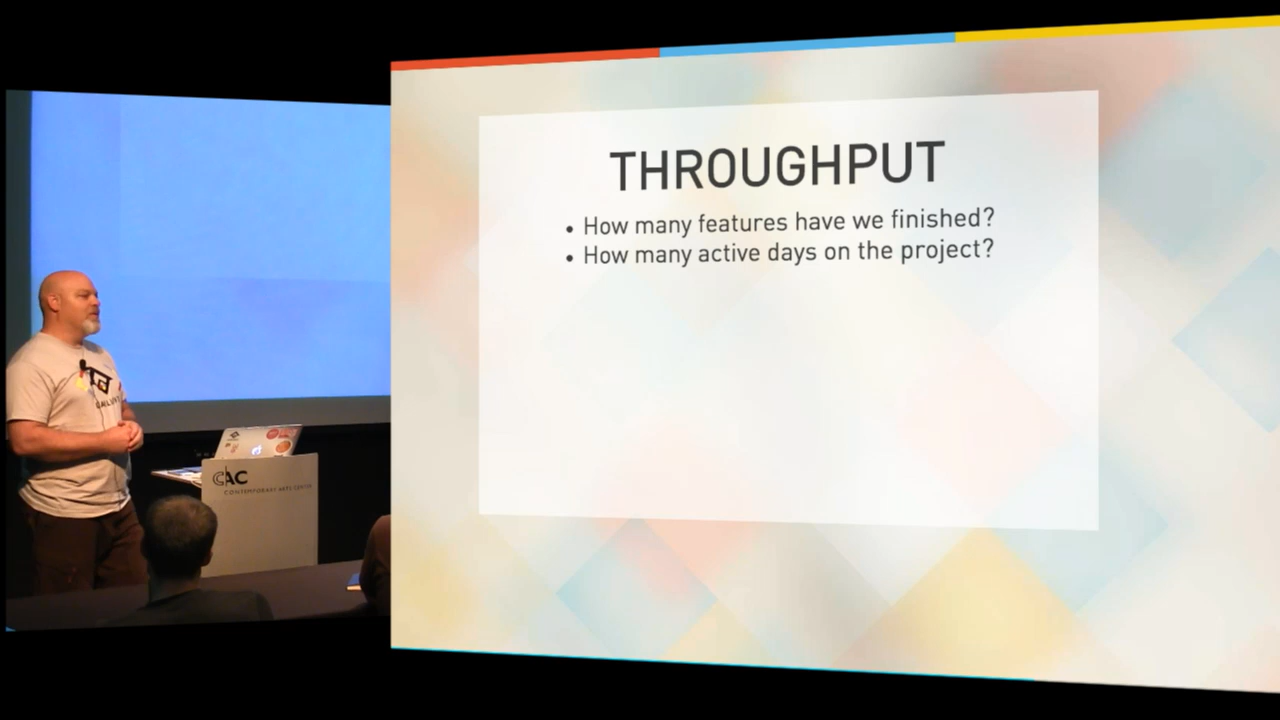 THROUGHPUT
• How many features have we finished?
• How many active days on the project?
CAC
CONTEMPORARY ARTS CENTER